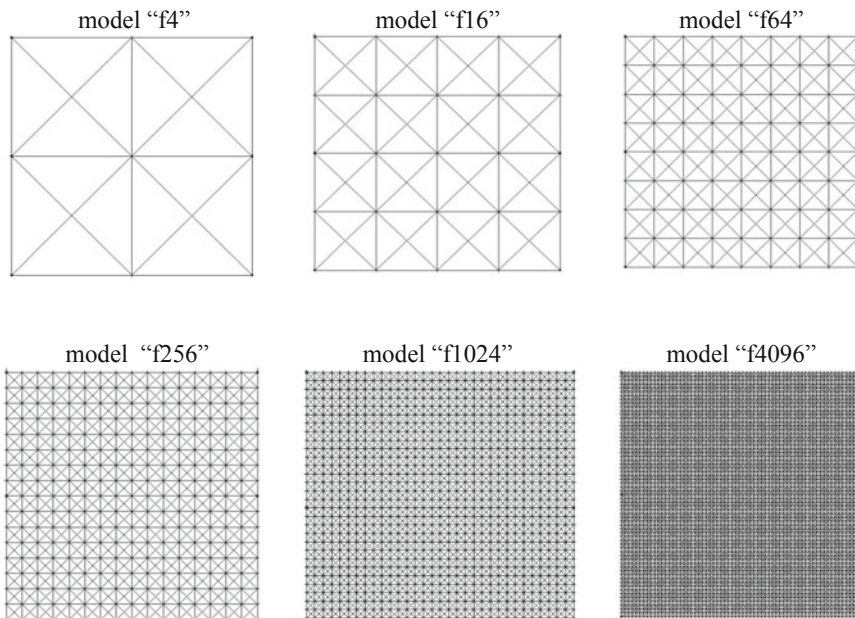 model “f4”
model “f16”
model “f64”
model “f256”
model “f1024”
model “f4096”